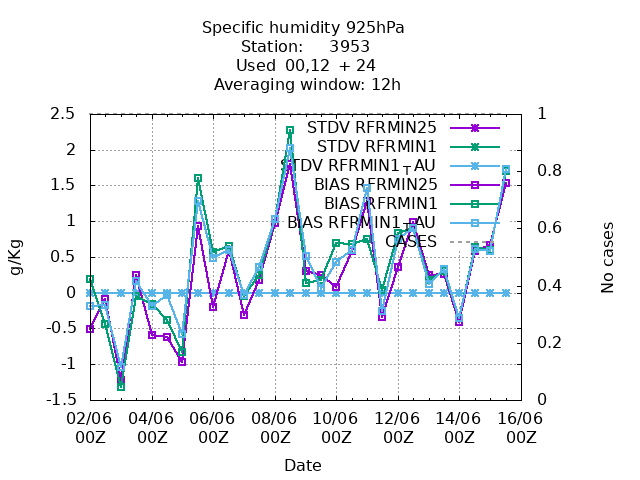 Specific humidity 925hPa
Station: 3953
Used 00,12 + 24
Averaging window: 12h
STDV RFRMIN25
STDV RFRMIN1
STDV RFRMIN1_TAU
BIAS RFRMIN25
BIAS RFRMIN1
BIAS RFRMIN1_TAU
CASES
2.5
2
1.5
1
0.5
0
-0.5
-1
-1.5
g/Kg
1
0.8
0.6
0.4
0.2
0
No cases
02/06 04/06 06/06 08/06 10/06 12/06 14/06 16/06
00Z 00Z 00Z 00Z 00Z 00Z 00Z 00Z
Date